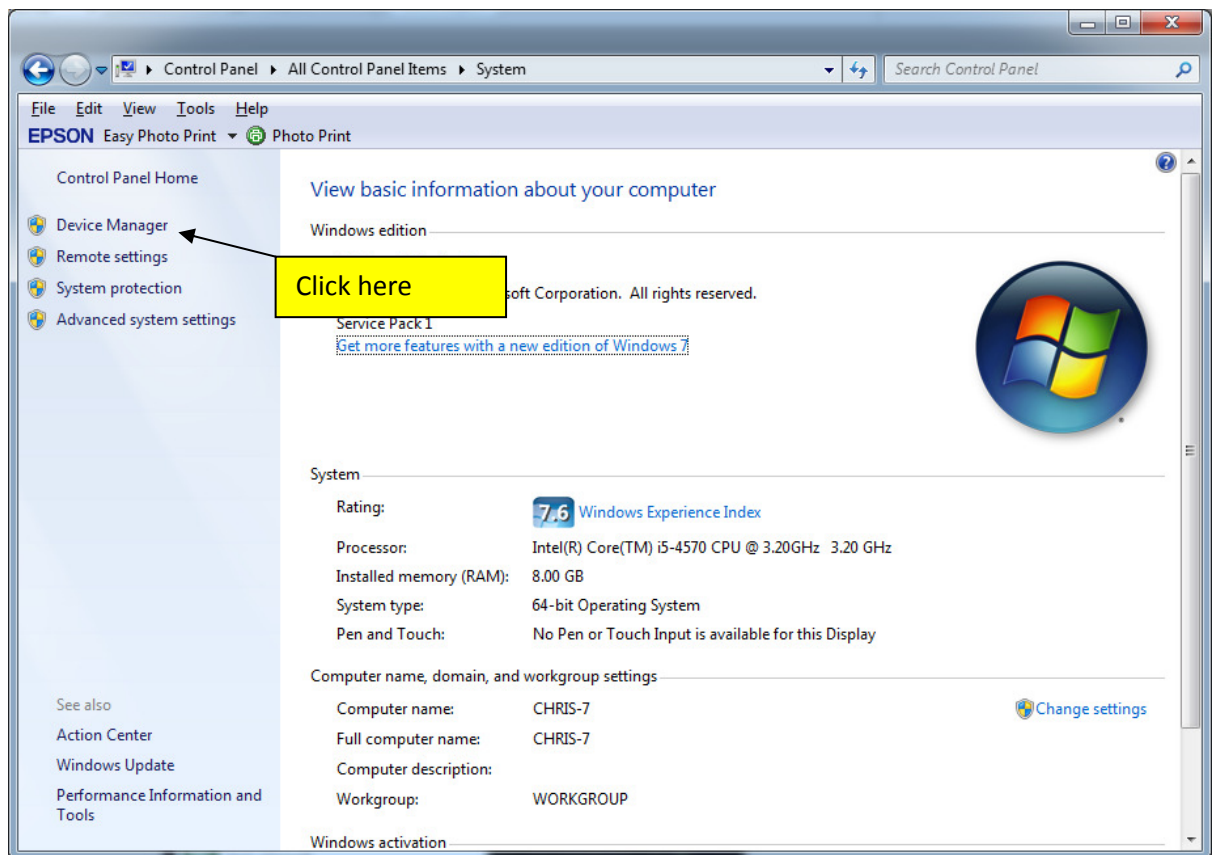 Control Panel All Control Panel Items System Search Control Panel
File Edit View Tools Help
EPSON Easy Photo Print Photo Print
Control Panel Home
Device Manager
Remote settings
System protection
Advanced system settings
See also
Action Center
Windows Update
Performance Information and
Tools
View basic information about your computer
Windows edition
Click here
Corporation. All rights reserved.
Service Pack 1
Get more features with a new edition of Windows 7
System
Rating: 7.6 Windows Experience Index
Processor: Intel(R) Core(TM) i5-4570 CPU @ 3.20GHz 3.20 GHz
Installed memory (RAM): 8.00 GB
System type: 64-bit Operating System
Pen and Touch: No Pen or Touch Input is available for this Display
Computer name, domain, and workgroup settings
Computer name: CHRIS-7 Change settings
Full computer name: CHRIS-7
Computer description:
Workgroup: WORKGROUP
Windows activation